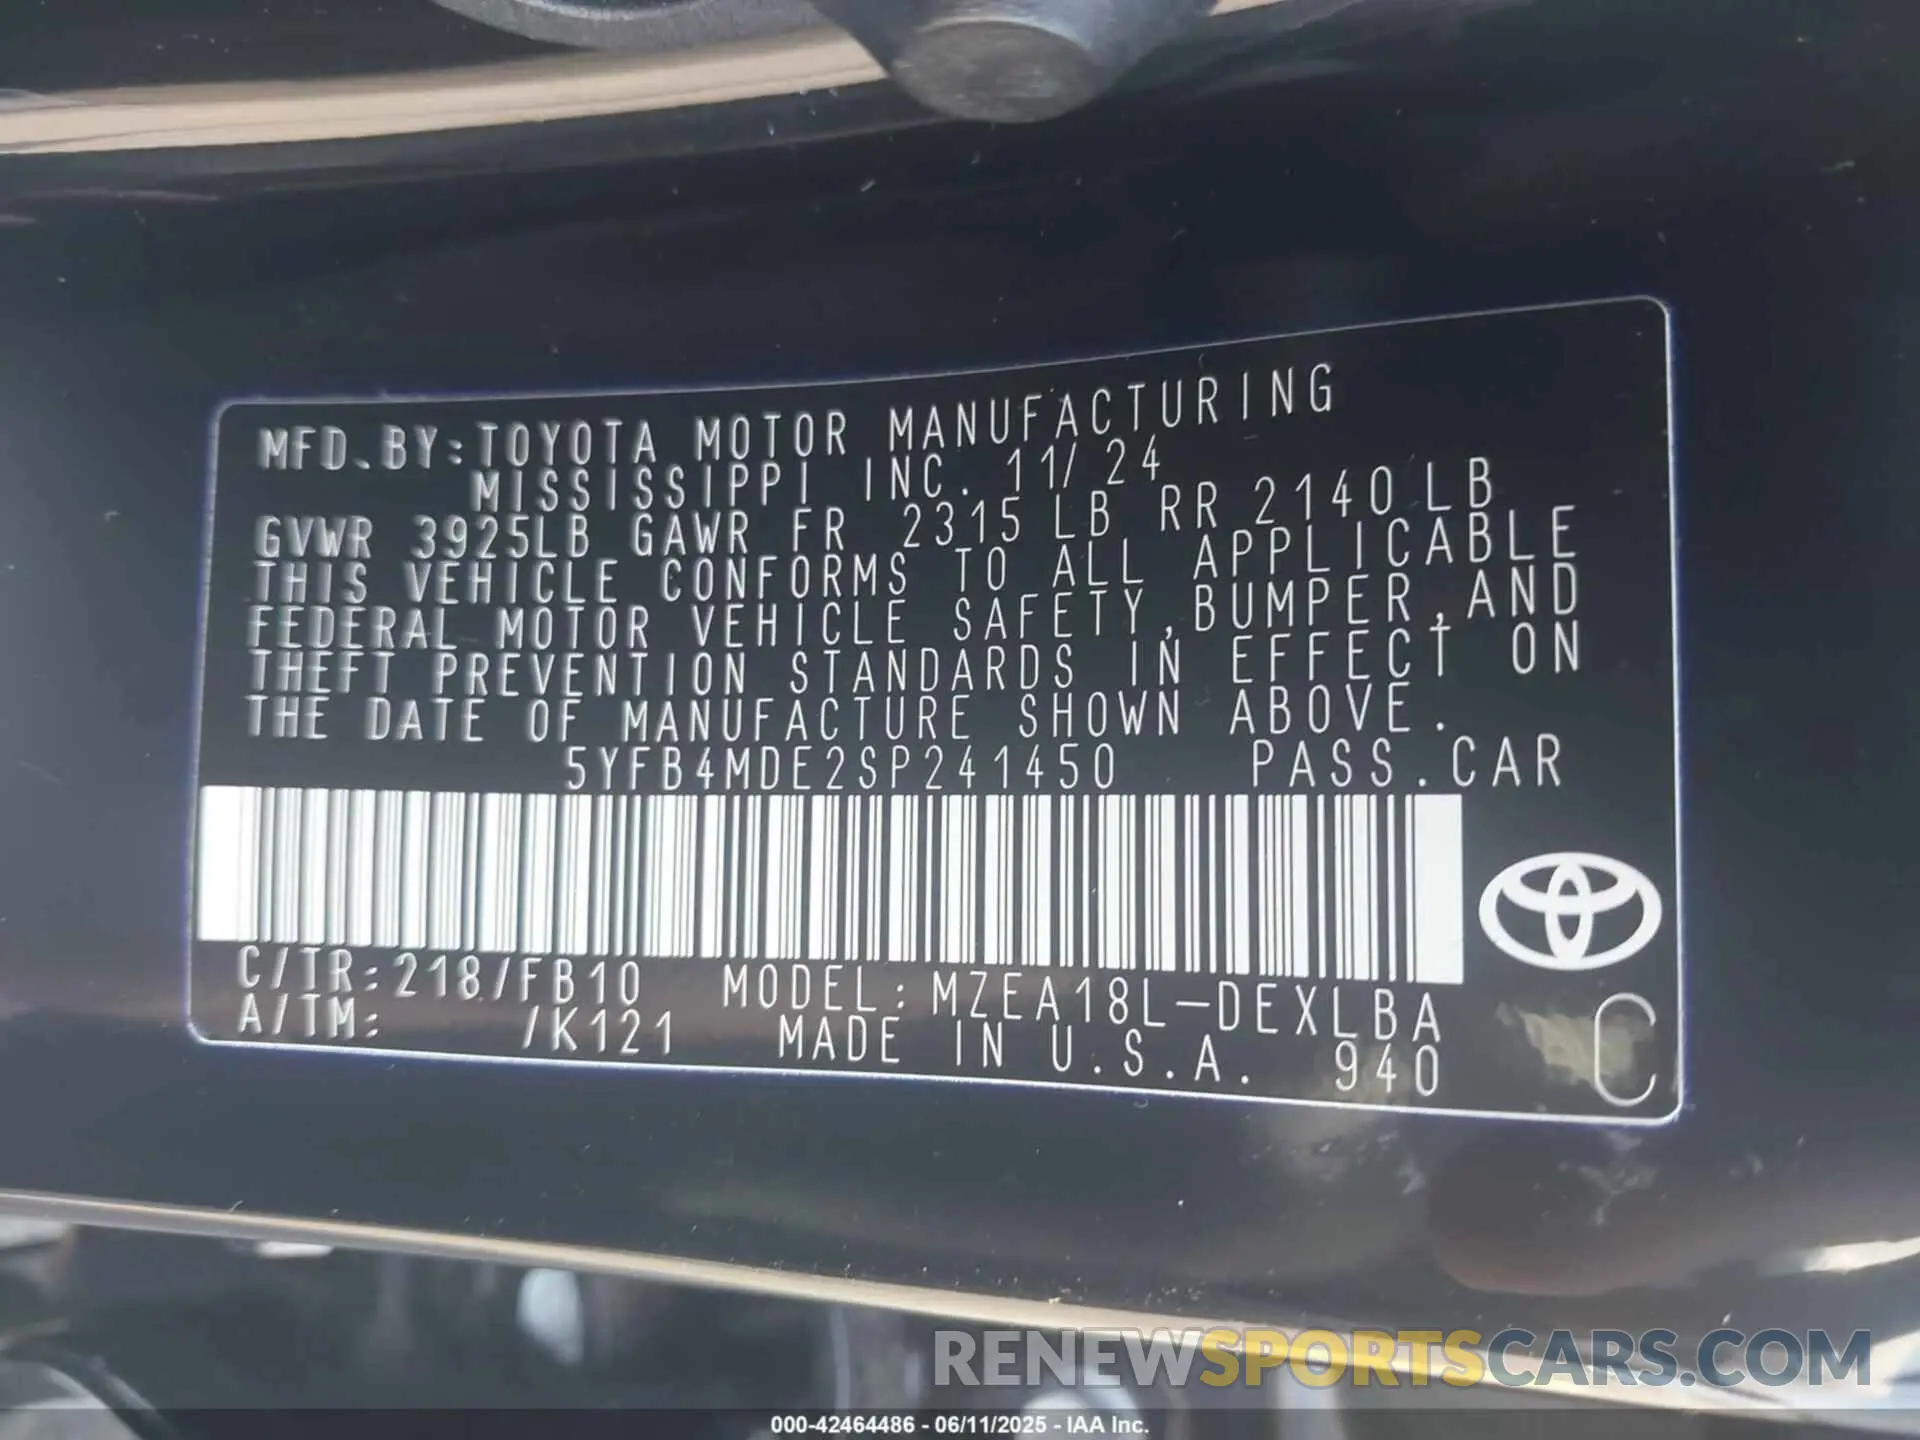 MFD.BY:TOYOTA MOTOR MANUFACTURING
MISSISSIPPI INC. 11/24
GVWR 3925LB GAWR FR 2315 LB RR 2140 LB
THIS VEHICLE CONFORMS TO ALL APPLICABLE
FEDERAL MOTOR VEHICLE SAFETY,BUMPER,AND
THEFT PREVENTION STANDARDS IN EFFECT ON
THE DATE OF MANUFACTURE SHOWN ABOVE.
5YFB4MDE2SP241450 PASS.CAR
C/TR:218/FB10 MODEL:MZEA18L-DEXLBA
A/TM: /K121 MADE IN U.S.A. 940 C
RENEWSPORTSCARS.COM
000-42464486 - 06/11/2025 - IAA Inc.